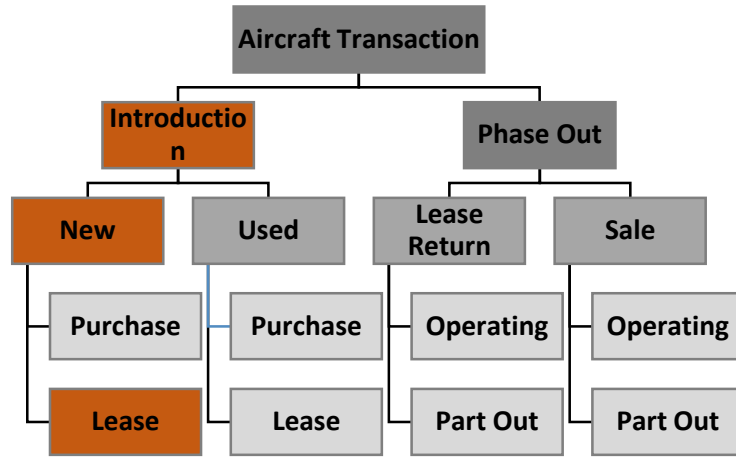 Aircraft Transaction
Introductio
n
Phase Out
New
Used
Lease
Return
Sale
Purchase
Purchase
Operating
Operating
Lease
Lease
Part Out
Part Out